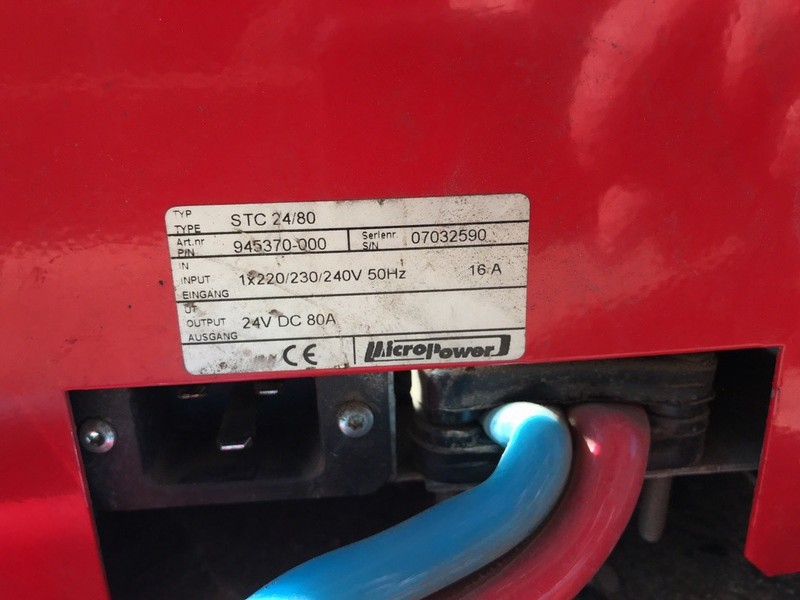 TYP
TYPE STC 24/80
Art.nr
P/N 945370-000 Serienr
S/N 07032590
IN
INPUT 1x220/230/240V 50Hz 16 A
EINGANG
UT
OUTPUT 24V DC 80A
AUSGANG
CE MicroPower